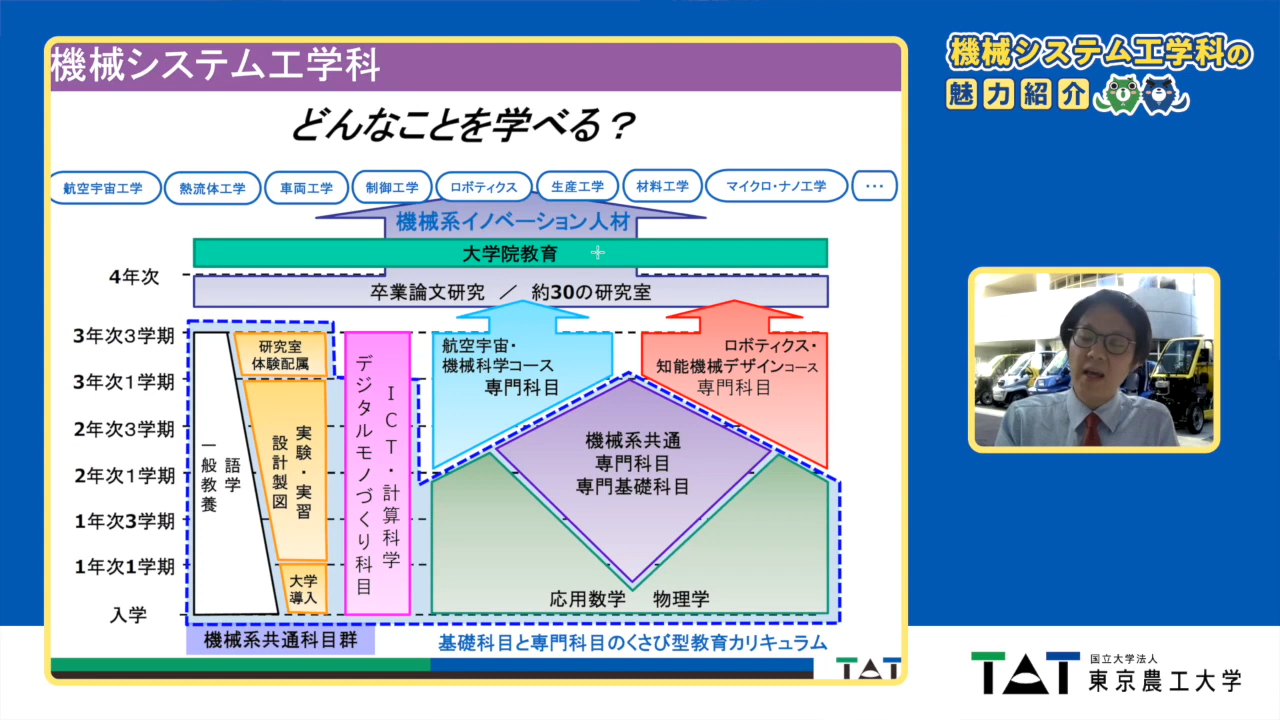 機械システム工学科
どんなことを学べる？
航空宇宙工学
熱流体工学
車両工学
制御工学
ロボティクス
生産工学
材料工学
マイクロ・ナノ工学
…
機械系イノベーション人材
大学院教育
4年次
卒業論文研究　／　約30の研究室
3年次3学期
3年次1学期
2年次3学期
2年次1学期
1年次3学期
1年次1学期
入学
語学
一般教養
研究室
体験配属
実験・実習
設計製図
大学
導入
ICT・計算科学
デジタルモノづくり科目
航空宇宙・
機械科学コース
専門科目
ロボティクス・
知能機械デザインコース
専門科目
機械系共通
専門科目
専門基礎科目
応用数学　物理学
機械系共通科目群
基礎科目と専門科目のくさび型教育カリキュラム
TAT
機械システム工学科の
魅力紹介
TAT
国立大学法人
東京農工大学